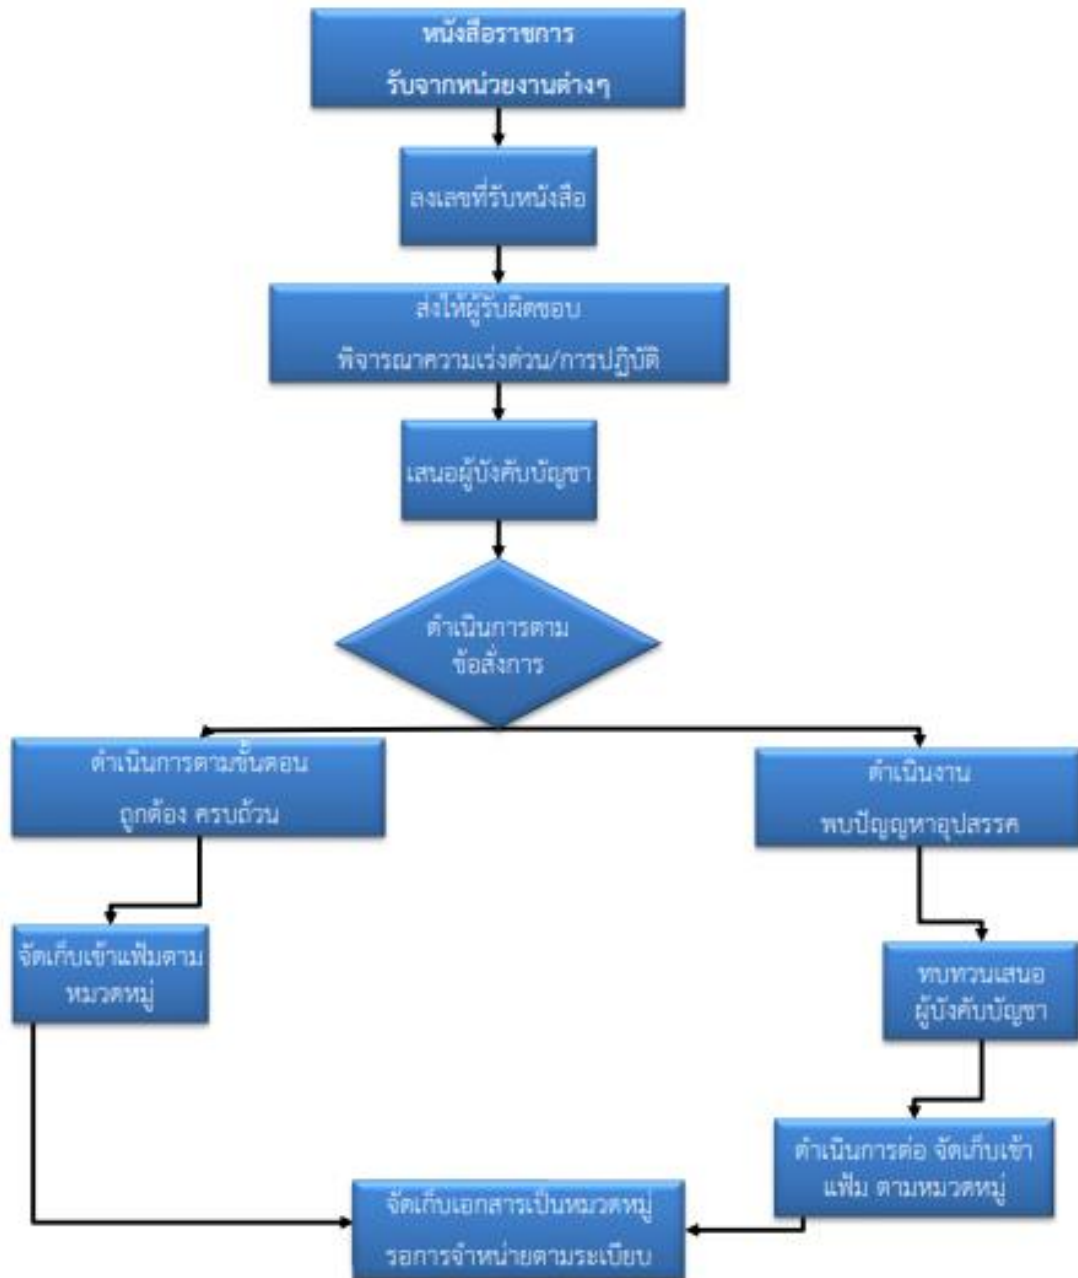 หนังสือราชการ
รับจากหน่วยงานต่างๆ
ลงเลขที่รับหนังสือ
ส่งให้ผู้รับผิดชอบ
พิจารณาความเร่งด่วน/การปฏิบัติ
เสนอผู้บังคับบัญชา
ดำเนินการตาม
ข้อสั่งการ
ดำเนินการตามขั้นตอน
ถูกต้อง ครบถ้วน
ดำเนินงาน
พบปัญหาอุปสรรค
จัดเก็บเข้าแฟ้มตาม
หมวดหมู่
ทบทวนเสนอ
ผู้บังคับบัญชา
ดำเนินการต่อ จัดเก็บเข้า
แฟ้ม ตามหมวดหมู่
จัดเก็บเอกสารเป็นหมวดหมู่
รอการจำหน่ายตามระเบียบ